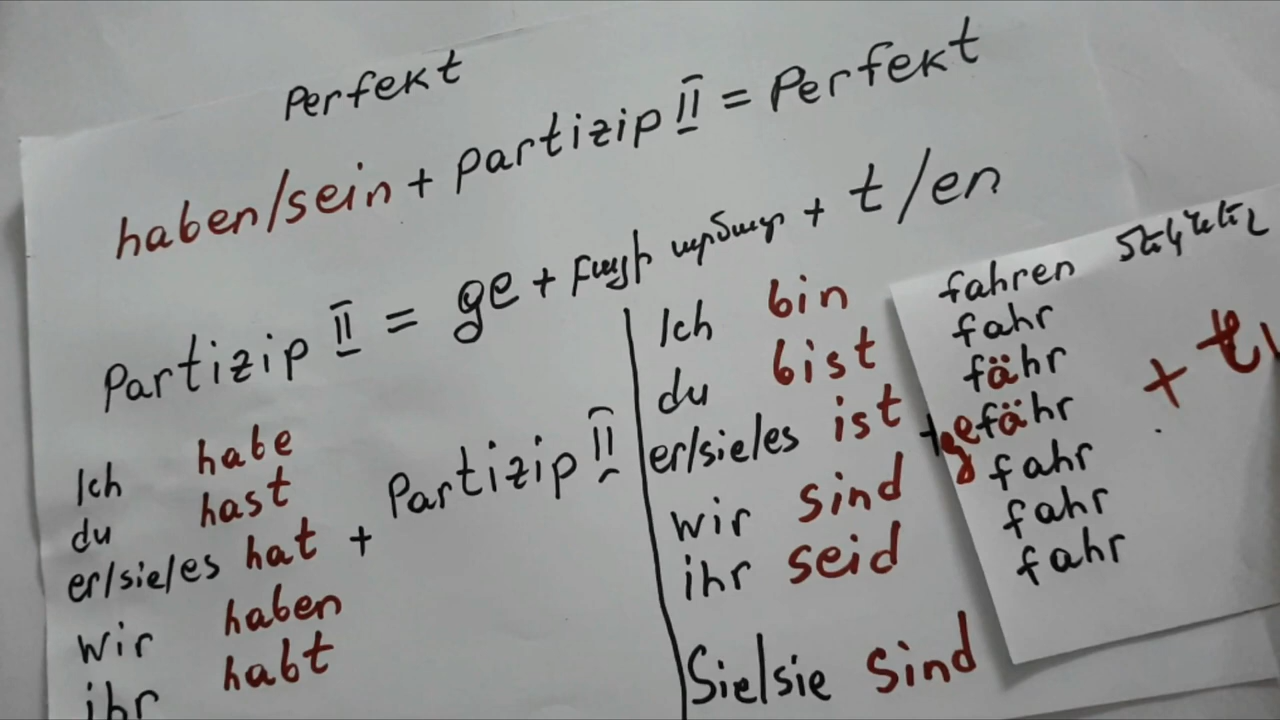 Perfekt
haben/sein + Partizip II = Perfekt
Partizip II = ge + բայի արմատ + t/en
Ich habe
du hast
er/sie/es hat + Partizip II
wir haben
ihr habt
Ich bin
du bist
er/sie/es ist
wir sind
ihr seid
Sie/sie sind
fahren
fahr
fähr
+ gefähr + t
fahr
fahr
fahr